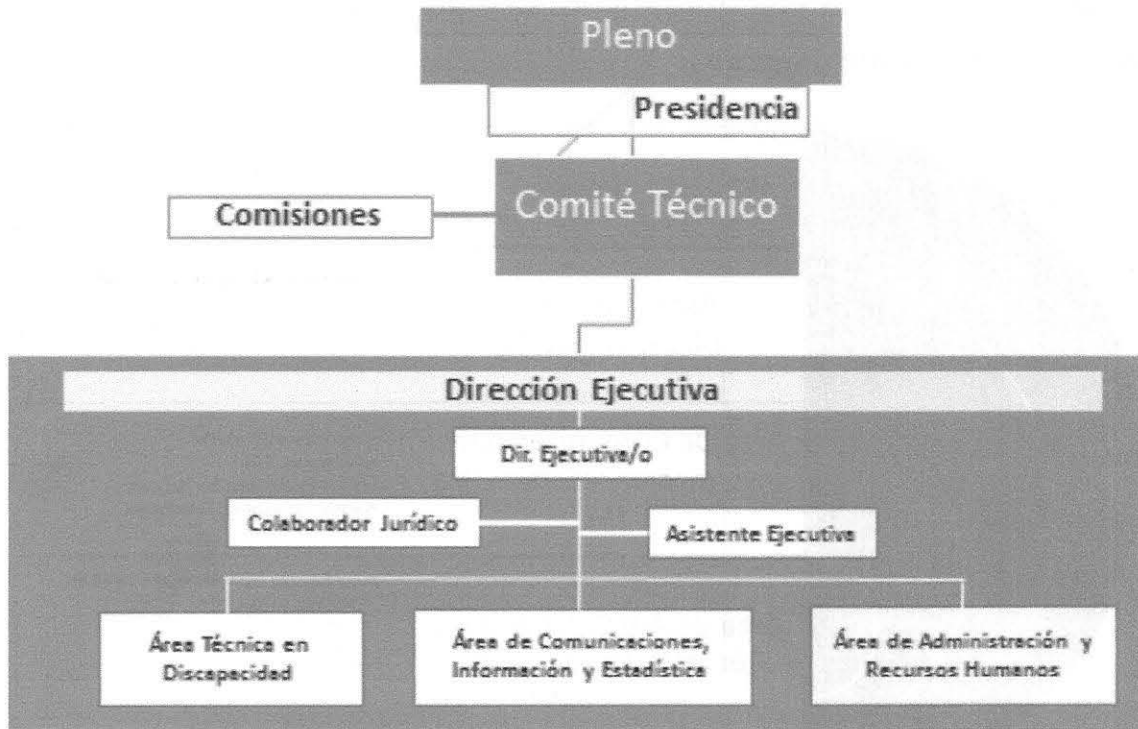 Pleno
Presidencia
Comité Técnico
Comisiones
Dirección Ejecutiva
Dir. Ejecutiva/o
Colaborador Jurídico
Asistente Ejecutiva
Área Técnica en
Discapacidad
Área de Comunicaciones,
Información y Estadística
Área de Administración y
Recursos Humanos